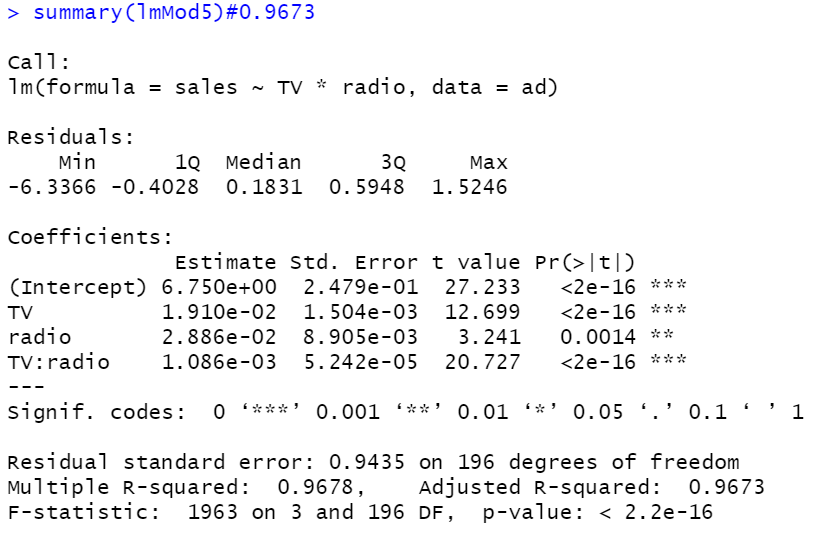 > summary(lmMod5)#0.9673
Call:
lm(formula = sales ~ TV * radio, data = ad)
Residuals:
    Min      1Q  Median      3Q     Max
-6.3366 -0.4028  0.1831  0.5948  1.5246
Coefficients:
             Estimate Std. Error t value Pr(>|t|)
(Intercept) 6.750e+00  2.479e-01  27.233   <2e-16 ***
TV          1.910e-02  1.504e-03  12.699   <2e-16 ***
radio       2.886e-02  8.905e-03   3.241   0.0014 **
TV:radio    1.086e-03  5.242e-05  20.727   <2e-16 ***
---
Signif. codes:  0 ‘***’ 0.001 ‘**’ 0.01 ‘*’ 0.05 ‘.’ 0.1 ‘ ’ 1
Residual standard error: 0.9435 on 196 degrees of freedom
Multiple R-squared:  0.9678,    Adjusted R-squared:  0.9673
F-statistic:  1963 on 3 and 196 DF,  p-value: < 2.2e-16